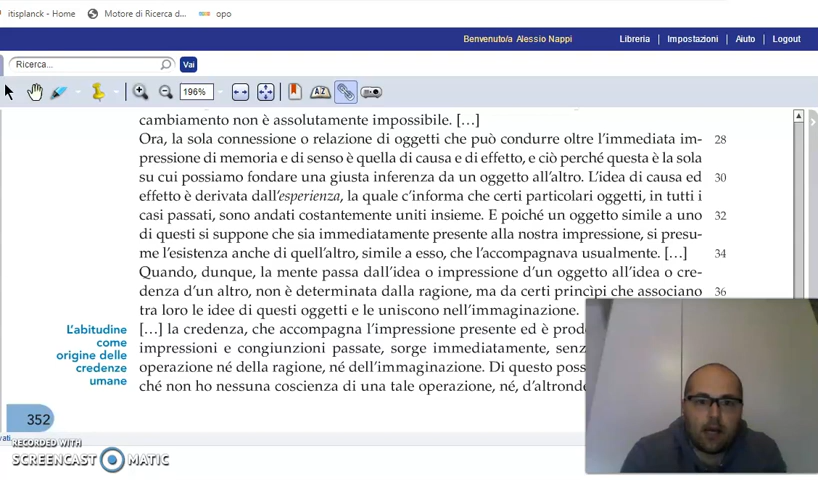 itisplanck - Home Motore di Ricerca d... opo
Benvenuto/a Alessio Nappi Libreria | Impostazioni | Aiuto | Logout
Ricerca... Vai
196% A/Z
cambiamento non è assolutamente impossibile. […]
Ora, la sola connessione o relazione di oggetti che può condurre oltre l'immediata im- 28
pressione di memoria e di senso è quella di causa e di effetto, e ciò perché questa è la sola
su cui possiamo fondare una giusta inferenza da un oggetto all'altro. L'idea di causa ed 30
effetto è derivata dall'esperienza, la quale c'informa che certi particolari oggetti, in tutti i
casi passati, sono andati costantemente uniti insieme. E poiché un oggetto simile a uno 32
di questi si suppone che sia immediatamente presente alla nostra impressione, si presu-
me l'esistenza anche di quell'altro, simile a esso, che l'accompagnava usualmente. […] 34
Quando, dunque, la mente passa dall'idea o impressione d'un oggetto all'idea o cre-
denza d'un altro, non è determinata dalla ragione, ma da certi princìpi che associano 36
tra loro le idee di questi oggetti e le uniscono nell'immaginazione.
L'abitudine
come
origine delle
credenze
umane
[…] la credenza, che accompagna l'impressione presente ed è
impressioni e congiunzioni passate, sorge immediatamente,
operazione né della ragione, né dell'immaginazione. Di questo
ché non ho nessuna coscienza di una tale operazione, né,
352
RECORDED WITH
SCREENCAST MATIC